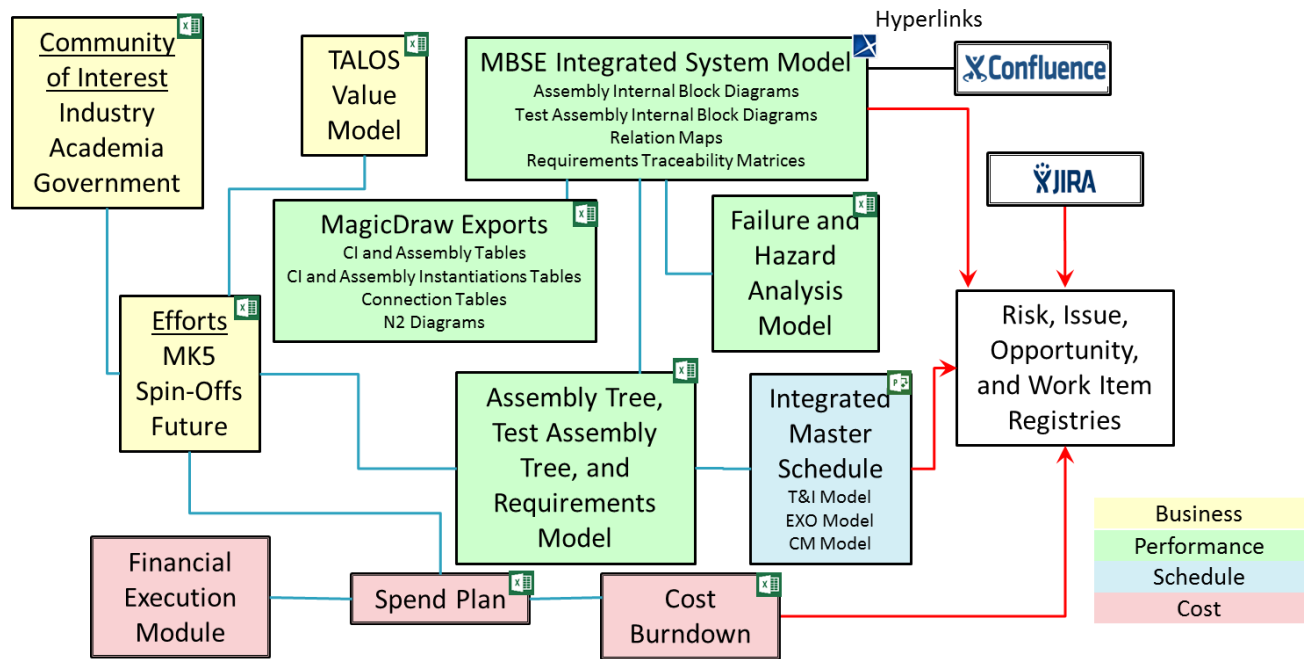 Hyperlinks
Community
of Interest
Industry
Academia
Government
TALOS
Value
Model
MBSE Integrated System Model
Assembly Internal Block Diagrams
Test Assembly Internal Block Diagrams
Relation Maps
Requirements Traceability Matrices
Confluence
JIRA
MagicDraw Exports
CI and Assembly Tables
CI and Assembly Instantiations Tables
Connection Tables
N2 Diagrams
Failure and
Hazard
Analysis
Model
Efforts
MK5
Spin-Offs
Future
Risk, Issue,
Opportunity,
and Work Item
Registries
Assembly Tree,
Test Assembly
Tree, and
Requirements
Model
Integrated
Master
Schedule
T&I Model
EXO Model
CM Model
Financial
Execution
Module
Spend Plan
Cost
Burndown
Business
Performance
Schedule
Cost